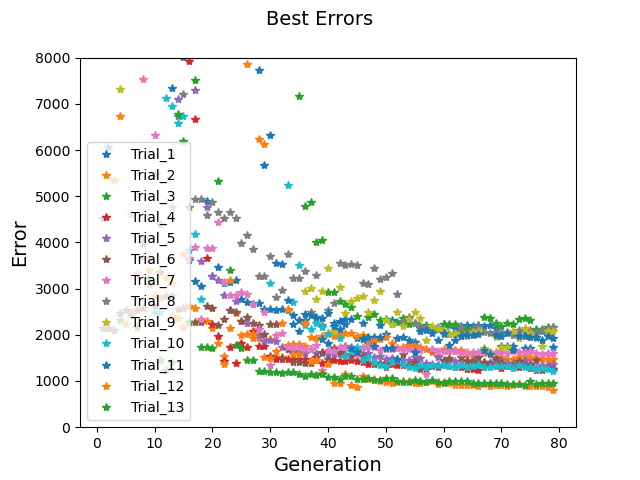 Best Errors
8000
7000
6000
5000
4000
3000
2000
1000
0
Error
Trial_1
Trial_2
Trial_3
Trial_4
Trial_5
Trial_6
Trial_7
Trial_8
Trial_9
Trial_10
Trial_11
Trial_12
Trial_13
0 10 20 30 40 50 60 70 80
Generation